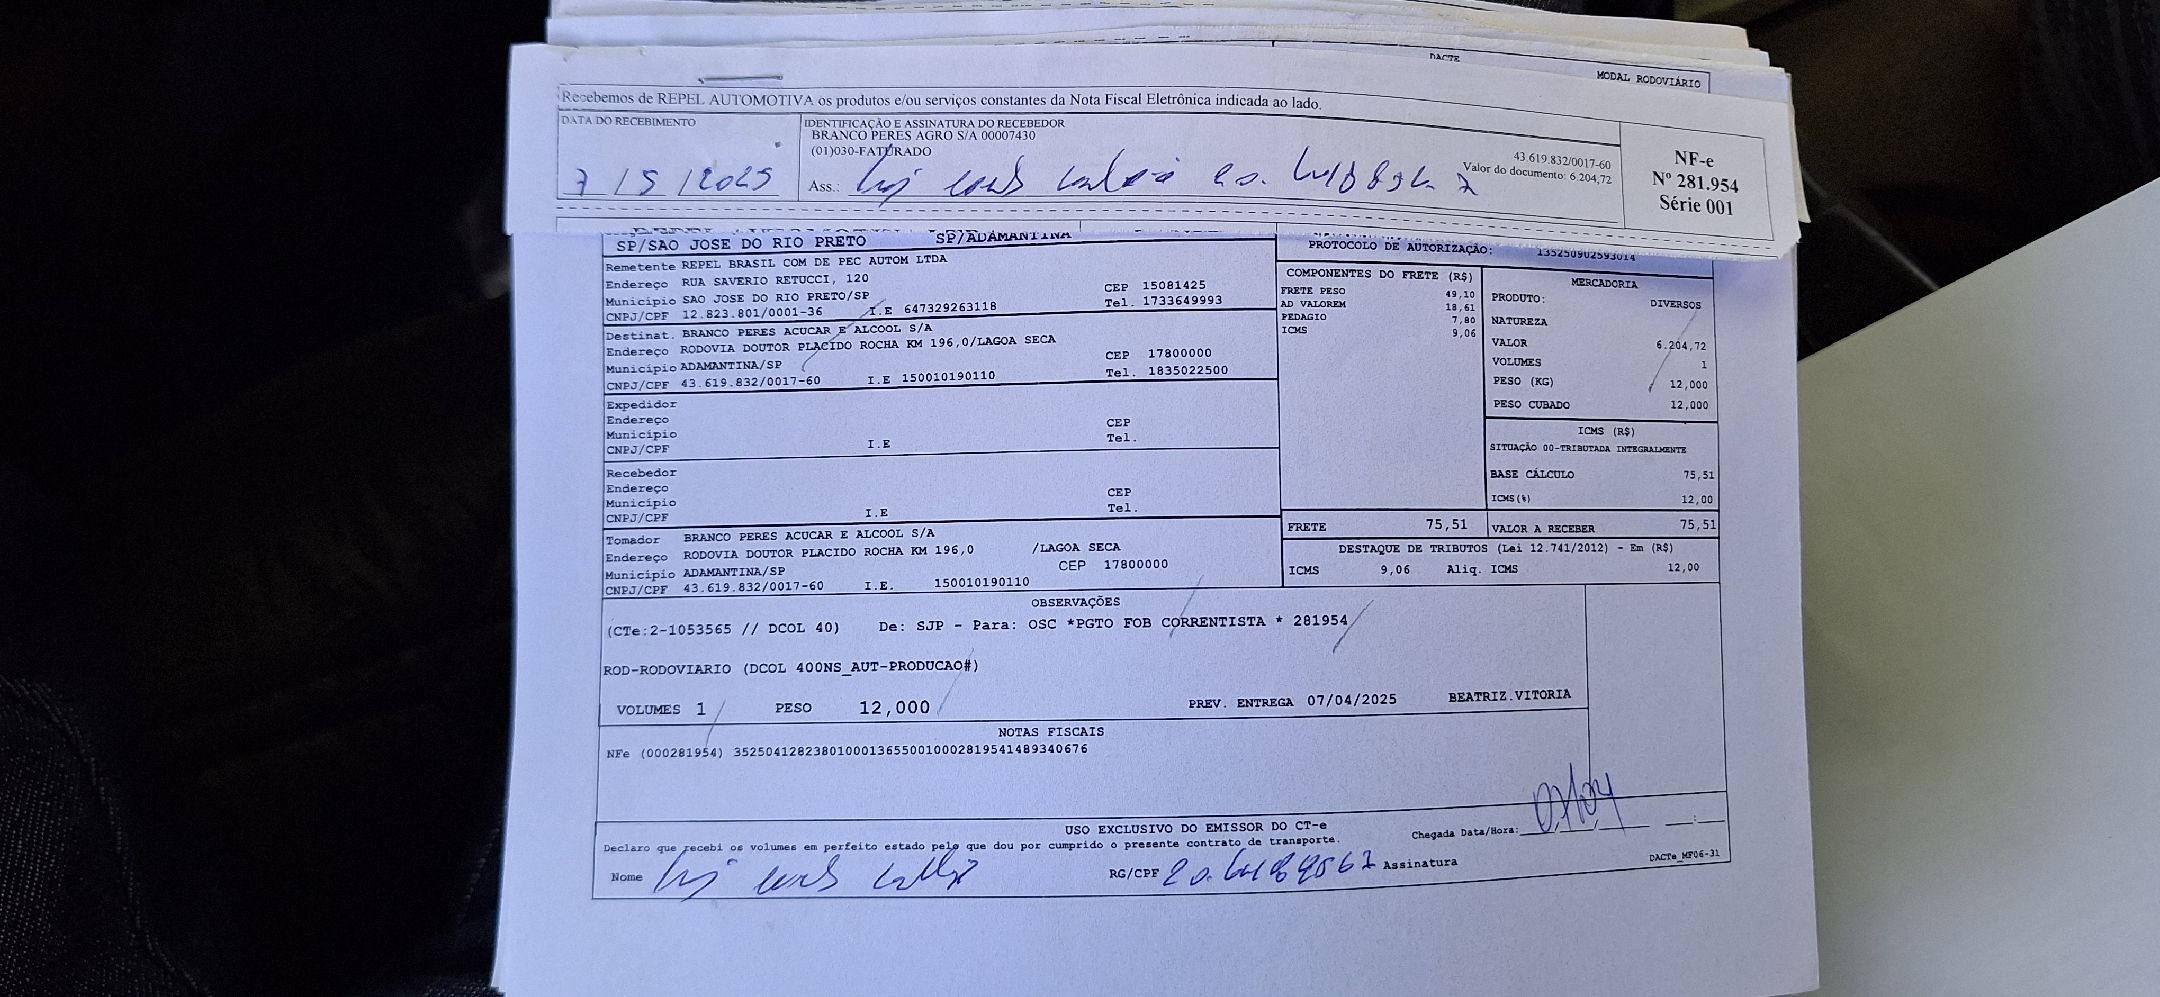 DACTE
MODAL RODOVIÁRIO
Recebemos de REPEL AUTOMOTIVA os produtos e/ou serviços constantes da Nota Fiscal Eletrônica indicada ao lado.
DATA DO RECEBIMENTO
7/5/2025
IDENTIFICAÇÃO E ASSINATURA DO RECEBEDOR
BRANCO PERES AGRO S/A 00007430
(01)030-FATURADO
43.619.832/0017-60
Valor do documento: 6.204,72
Ass.:
NF-e
Nº 281.954
Série 001
SP/SAO JOSE DO RIO PRETO SP/ADAMANTINA
PROTOCOLO DE AUTORIZAÇÃO: 135250902593014
Remetente REPEL BRASIL COM DE PEC AUTOM LTDA
Endereço RUA SAVERIO RETUCCI, 120
Município SAO JOSE DO RIO PRETO/SP CEP 15081425
CNPJ/CPF 12.823.801/0001-36 I.E 647329263118 Tel. 1733649993
Destinat. BRANCO PERES ACUCAR E ALCOOL S/A
Endereço RODOVIA DOUTOR PLACIDO ROCHA KM 196,0/LAGOA SECA
Município ADAMANTINA/SP CEP 17800000
CNPJ/CPF 43.619.832/0017-60 I.E 150010190110 Tel. 1835022500
Expedidor
Endereço
Município CEP
CNPJ/CPF I.E Tel.
Recebedor
Endereço
Município CEP
CNPJ/CPF I.E Tel.
Tomador BRANCO PERES ACUCAR E ALCOOL S/A
Endereço RODOVIA DOUTOR PLACIDO ROCHA KM 196,0 /LAGOA SECA
Município ADAMANTINA/SP CEP 17800000
CNPJ/CPF 43.619.832/0017-60 I.E. 150010190110
COMPONENTES DO FRETE (R$)
FRETE PESO 49,10
AD VALOREM 18,61
PEDAGIO 7,80
ICMS 9,06
MERCADORIA
PRODUTO: DIVERSOS
NATUREZA
VALOR 6.204,72
VOLUMES 1
PESO (KG) 12,000
PESO CUBADO 12,000
ICMS (R$)
SITUAÇÃO 00-TRIBUTADA INTEGRALMENTE
BASE CÁLCULO 75,51
ICMS(%) 12,00
FRETE 75,51 VALOR A RECEBER 75,51
DESTAQUE DE TRIBUTOS (Lei 12.741/2012) - Em (R$)
ICMS 9,06 Aliq. ICMS 12,00
OBSERVAÇÕES
(CTe:2-1053565 // DCOL 40) De: SJP - Para: OSC *PGTO FOB CORRENTISTA * 281954
ROD-RODOVIARIO (DCOL 400NS_AUT-PRODUCAO#)
VOLUMES 1 PESO 12,000 PREV. ENTREGA 07/04/2025 BEATRIZ.VITORIA
NOTAS FISCAIS
NFe (000281954) 35250412823801000136550010002819541489340676
USO EXCLUSIVO DO EMISSOR DO CT-e
Declaro que recebi os volumes em perfeito estado pelo que dou por cumprido o presente contrato de transporte.
Chegada Data/Hora: 07/04
Nome
RG/CPF
Assinatura
DACTe_MF06-31